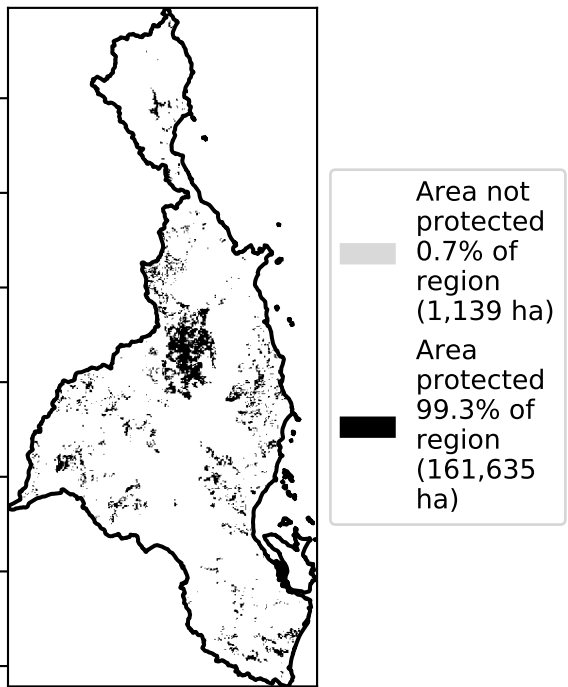 Area not
protected
0.7% of
region
(1,139 ha)
Area
protected
99.3% of
region
(161,635
ha)